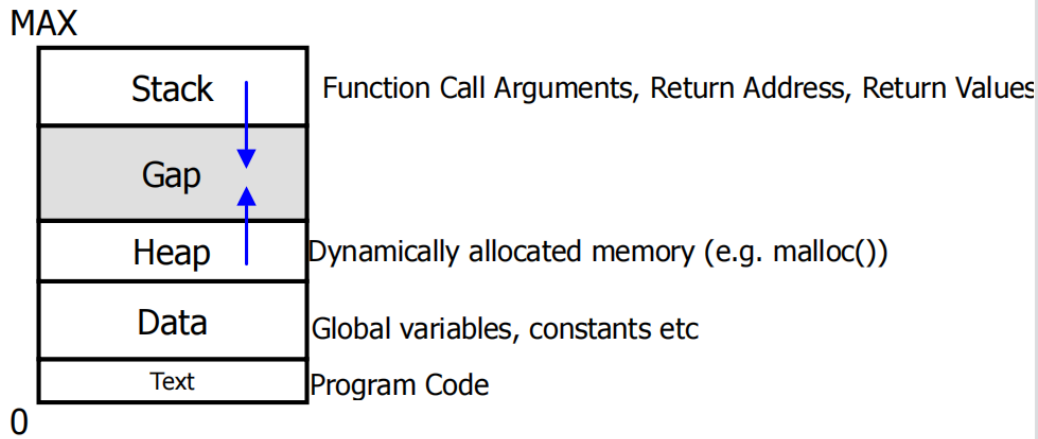 MAX
Stack
Function Call Arguments, Return Address, Return Values
Gap
Heap
Dynamically allocated memory (e.g. malloc())
Data
Global variables, constants etc
Text
Program Code
0